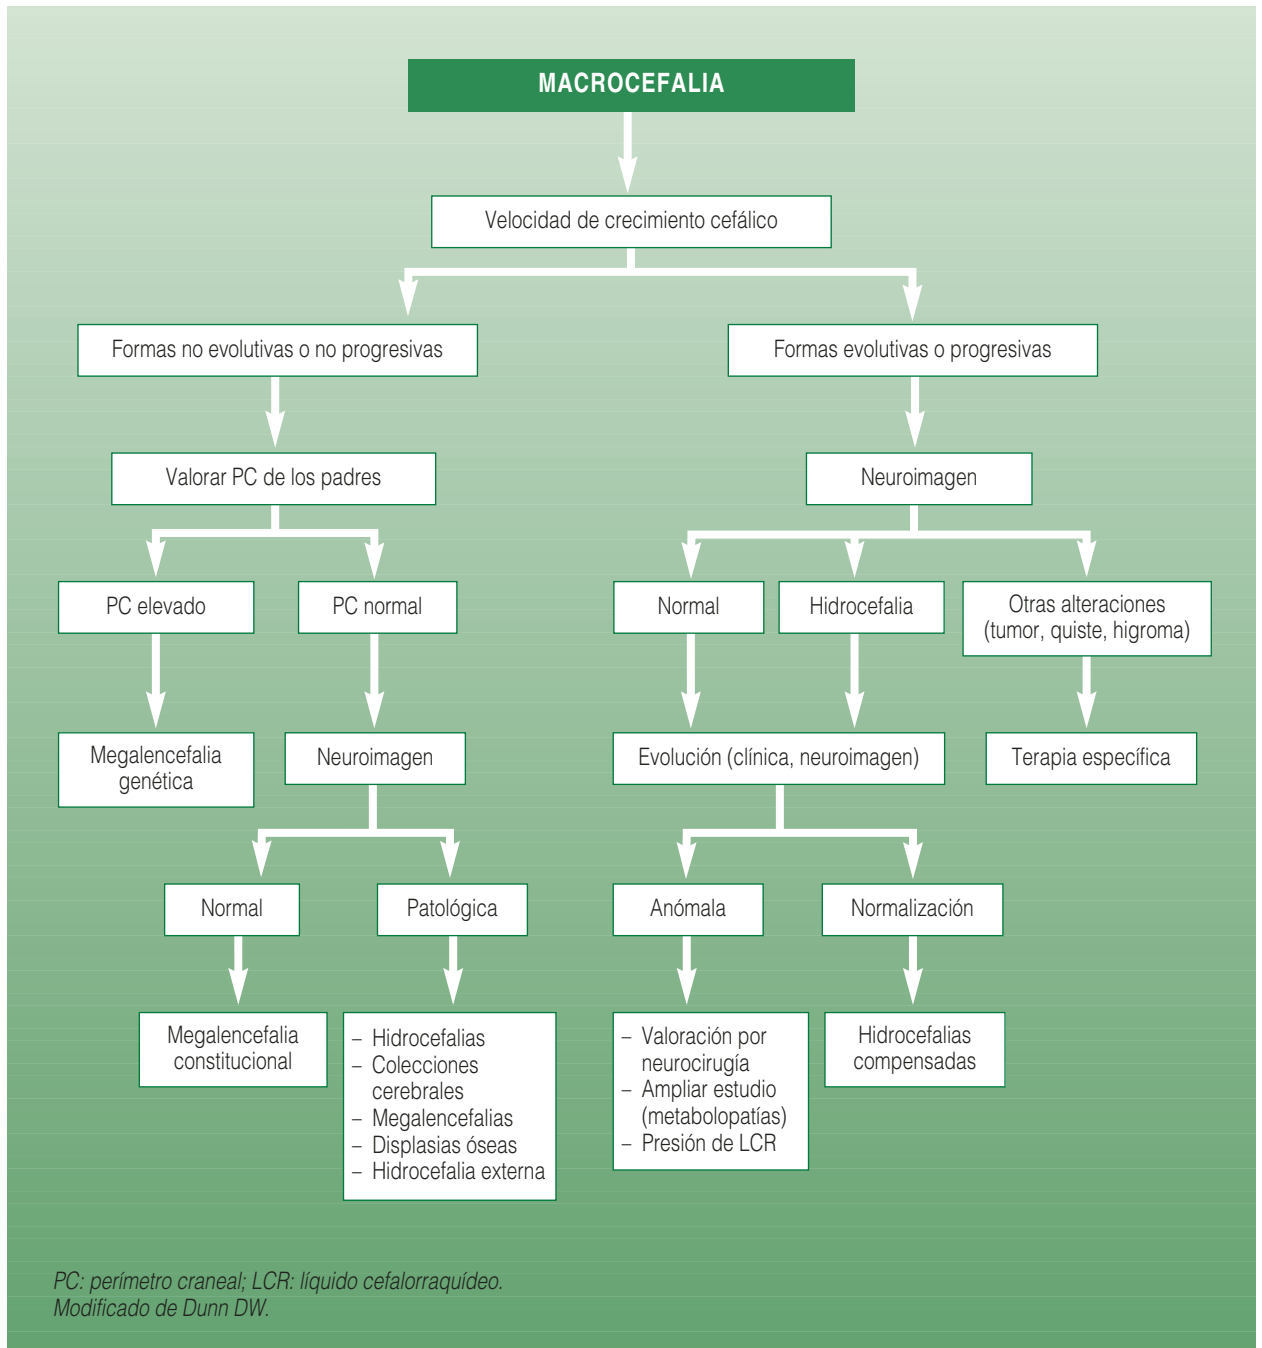 MACROCEFALIA
Velocidad de crecimiento cefálico
Formas no evolutivas o no progresivas
Formas evolutivas o progresivas
Valorar PC de los padres
Neuroimagen
PC elevado
PC normal
Normal
Hidrocefalia
Otras alteraciones
(tumor, quiste, higroma)
Megalencefalia
genética
Neuroimagen
Evolución (clínica, neuroimagen)
Terapia específica
Normal
Patológica
Anómala
Normalización
Megalencefalia
constitucional
– Hidrocefalias
– Colecciones
cerebrales
– Megalencefalias
– Displasias óseas
– Hidrocefalia externa
– Valoración por
neurocirugía
– Ampliar estudio
(metabolopatías)
– Presión de LCR
Hidrocefalias
compensadas
PC: perímetro craneal; LCR: líquido cefalorraquídeo.
Modificado de Dunn DW.